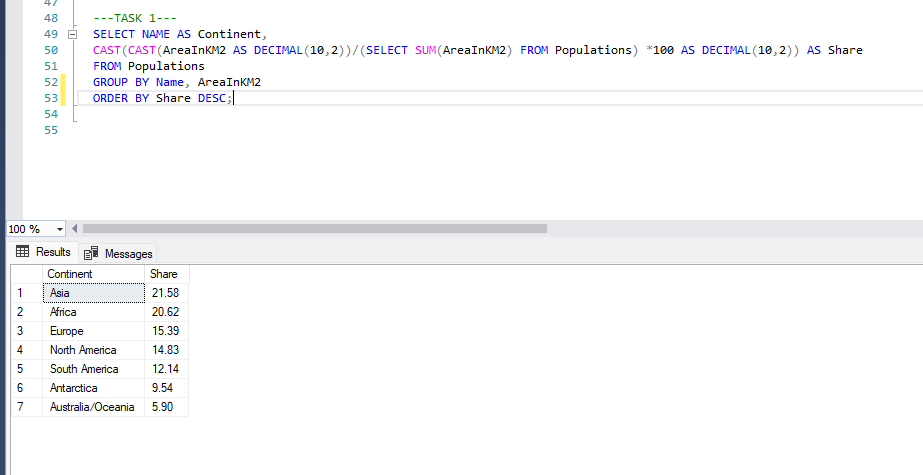 47
48 ---TASK 1---
49 SELECT NAME AS Continent,
50 CAST(CAST(AreaInKM2 AS DECIMAL(10,2))/(SELECT SUM(AreaInKM2) FROM Populations) *100 AS DECIMAL(10,2)) AS Share
51 FROM Populations
52 GROUP BY Name, AreaInKM2
53 ORDER BY Share DESC;
54
55
100 %
Results Messages
Continent Share
1 Asia 21.58
2 Africa 20.62
3 Europe 15.39
4 North America 14.83
5 South America 12.14
6 Antarctica 9.54
7 Australia/Oceania 5.90